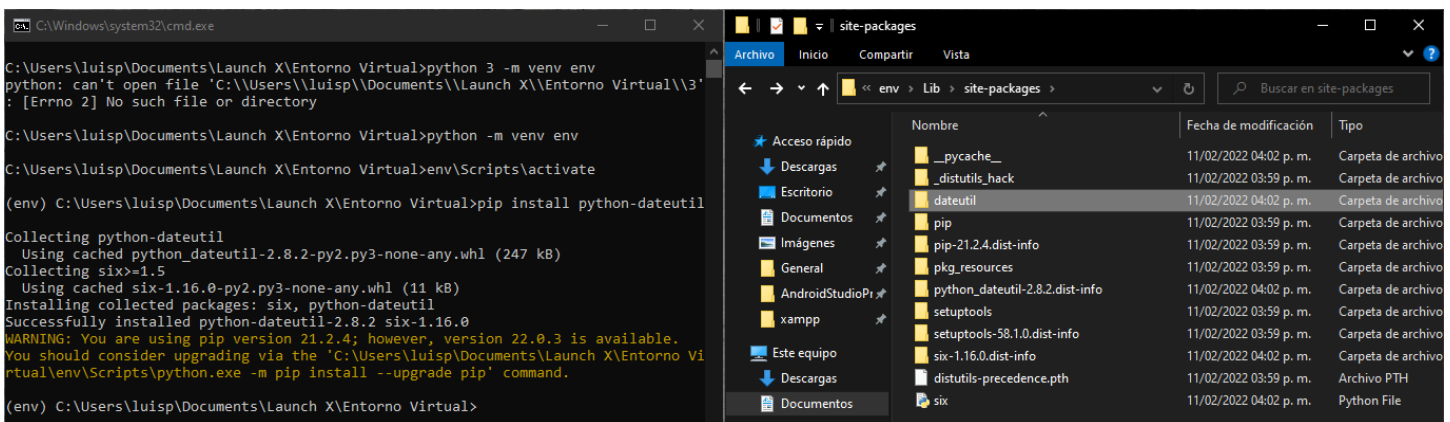 C:\Windows\system32\cmd.exe
C:\Users\luisp\Documents\Launch X\Entorno Virtual>python 3 -m venv env
python: can't open file 'C:\\Users\\luisp\\Documents\\Launch X\\Entorno Virtual\\3'
: [Errno 2] No such file or directory
C:\Users\luisp\Documents\Launch X\Entorno Virtual>python -m venv env
C:\Users\luisp\Documents\Launch X\Entorno Virtual>env\Scripts\activate
(env) C:\Users\luisp\Documents\Launch X\Entorno Virtual>pip install python-dateutil
Collecting python-dateutil
  Using cached python_dateutil-2.8.2-py2.py3-none-any.whl (247 kB)
Collecting six>=1.5
  Using cached six-1.16.0-py2.py3-none-any.whl (11 kB)
Installing collected packages: six, python-dateutil
Successfully installed python-dateutil-2.8.2 six-1.16.0
WARNING: You are using pip version 21.2.4; however, version 22.0.3 is available.
You should consider upgrading via the 'C:\Users\luisp\Documents\Launch X\Entorno Vi
rtual\env\Scripts\python.exe -m pip install --upgrade pip' command.
(env) C:\Users\luisp\Documents\Launch X\Entorno Virtual>
site-packages
Archivo Inicio Compartir Vista
« env > Lib > site-packages > Buscar en site-packages
Acceso rápido
Descargas
Escritorio
Documentos
Imágenes
General
AndroidStudioPr
xampp
Este equipo
Descargas
Documentos
Nombre Fecha de modificación Tipo
__pycache__ 11/02/2022 04:02 p. m. Carpeta de archivo
_distutils_hack 11/02/2022 03:59 p. m. Carpeta de archivo
dateutil 11/02/2022 04:02 p. m. Carpeta de archivo
pip 11/02/2022 03:59 p. m. Carpeta de archivo
pip-21.2.4.dist-info 11/02/2022 03:59 p. m. Carpeta de archivo
pkg_resources 11/02/2022 03:59 p. m. Carpeta de archivo
python_dateutil-2.8.2.dist-info 11/02/2022 04:02 p. m. Carpeta de archivo
setuptools 11/02/2022 03:59 p. m. Carpeta de archivo
setuptools-58.1.0.dist-info 11/02/2022 03:59 p. m. Carpeta de archivo
six-1.16.0.dist-info 11/02/2022 04:02 p. m. Carpeta de archivo
distutils-precedence.pth 11/02/2022 03:59 p. m. Archivo PTH
six 11/02/2022 04:02 p. m. Python File